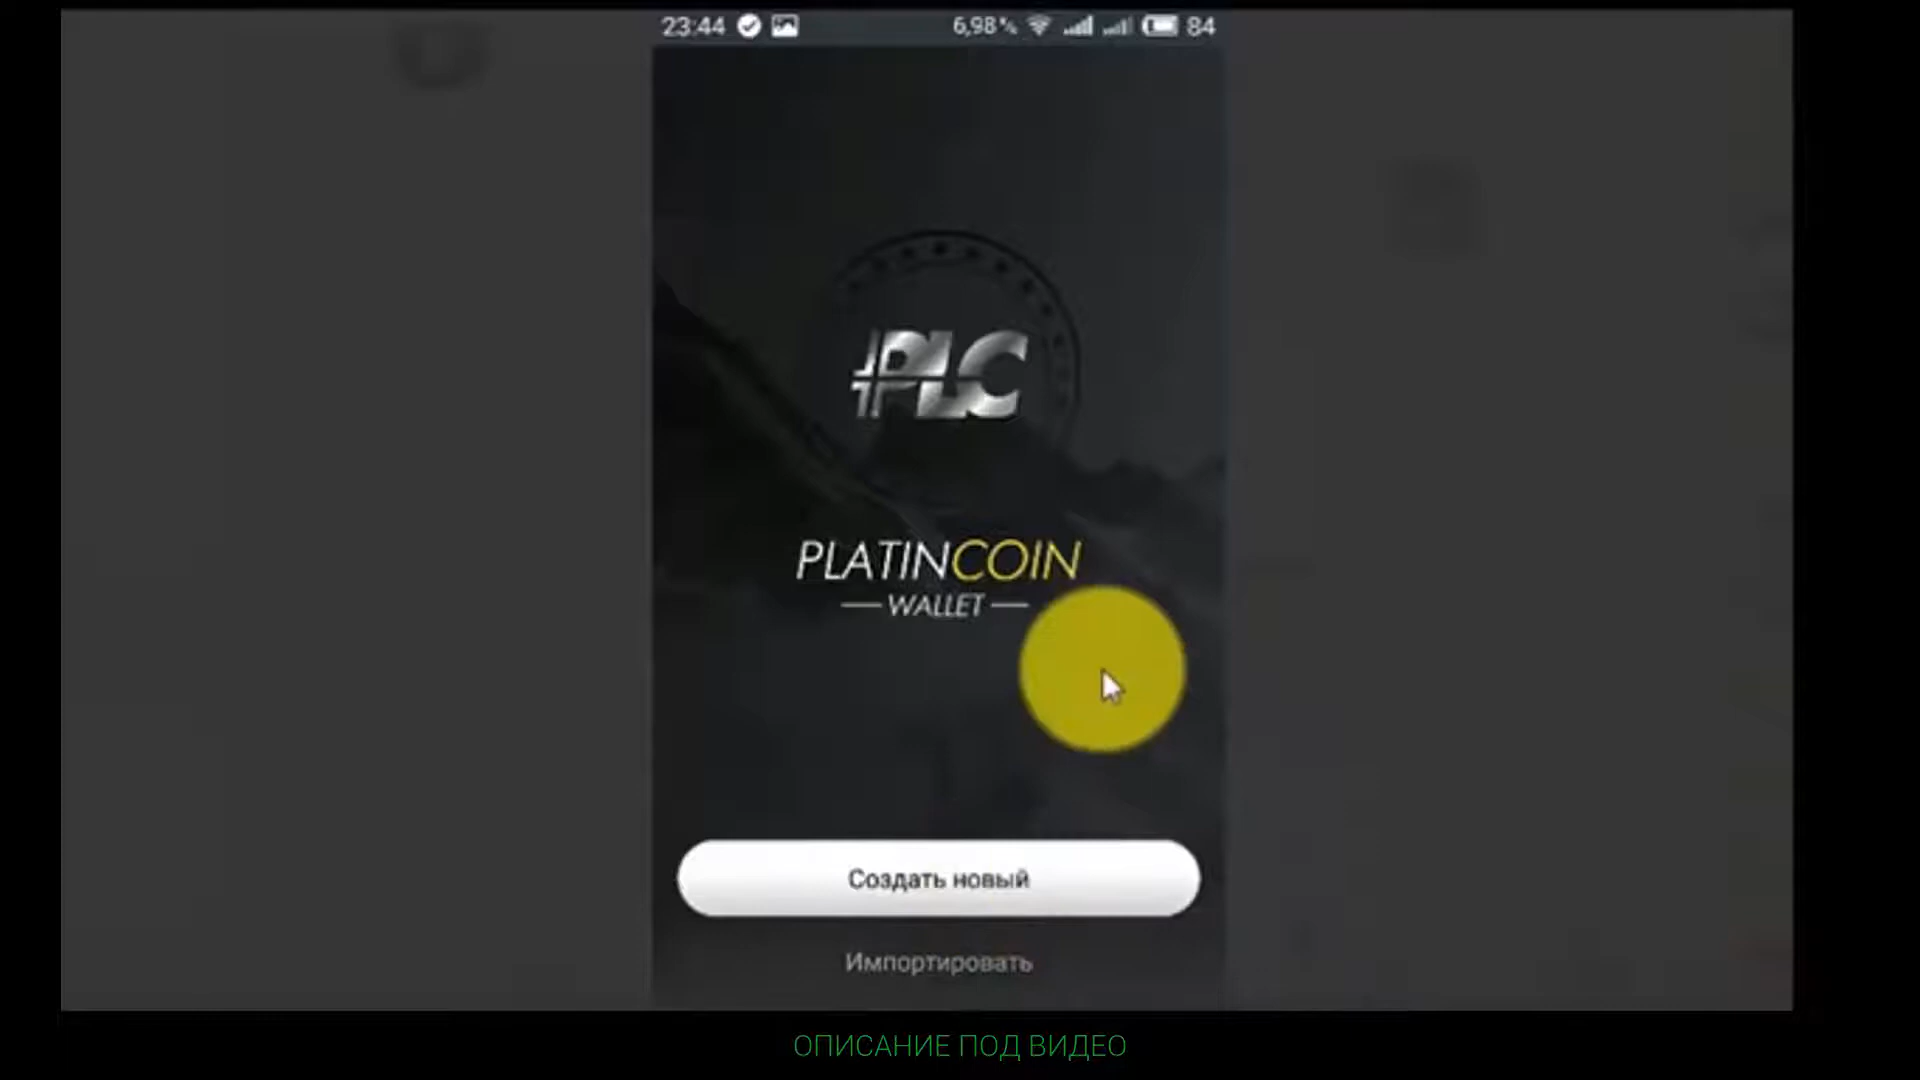 23:44 6,98% 84
PLC
PLATINCOIN
WALLET
Создать новый
Импортировать
ОПИСАНИЕ ПОД ВИДЕО